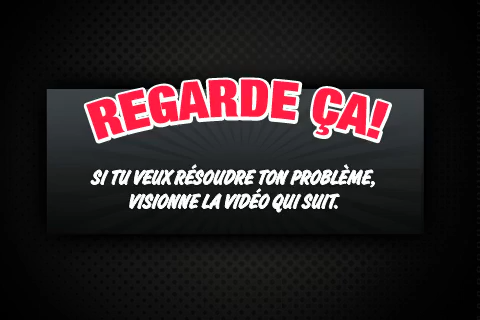 REGARDE ÇA!
SI TU VEUX RÉSOUDRE TON PROBLÈME,
VISIONNE LA VIDÉO QUI SUIT.